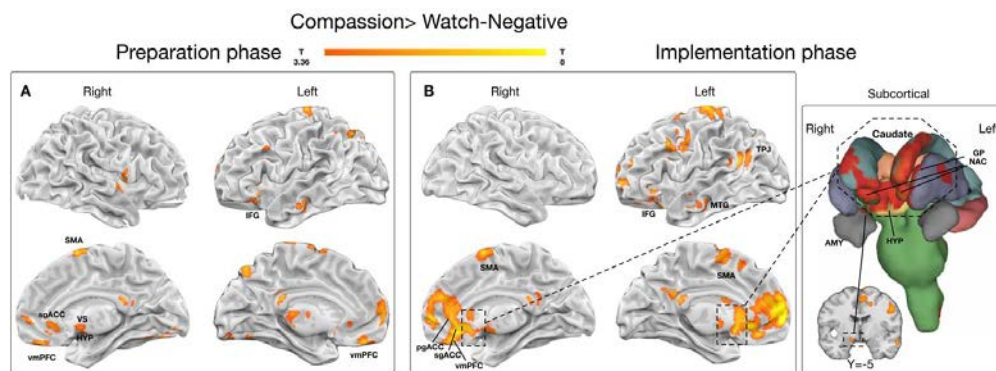 Compassion> Watch-Negative
Preparation phase
T
3.36
T
8
Implementation phase
A
Right
Left
IFG
SMA
sgACC
VS
HYP
vmPFC
vmPFC
B
Right
Left
TPJ
IFG
MTG
SMA
pgACC
sgACC
vmPFC
SMA
Subcortical
Right
Left
Caudate
GP
NAC
AMY
HYP
Y=-5